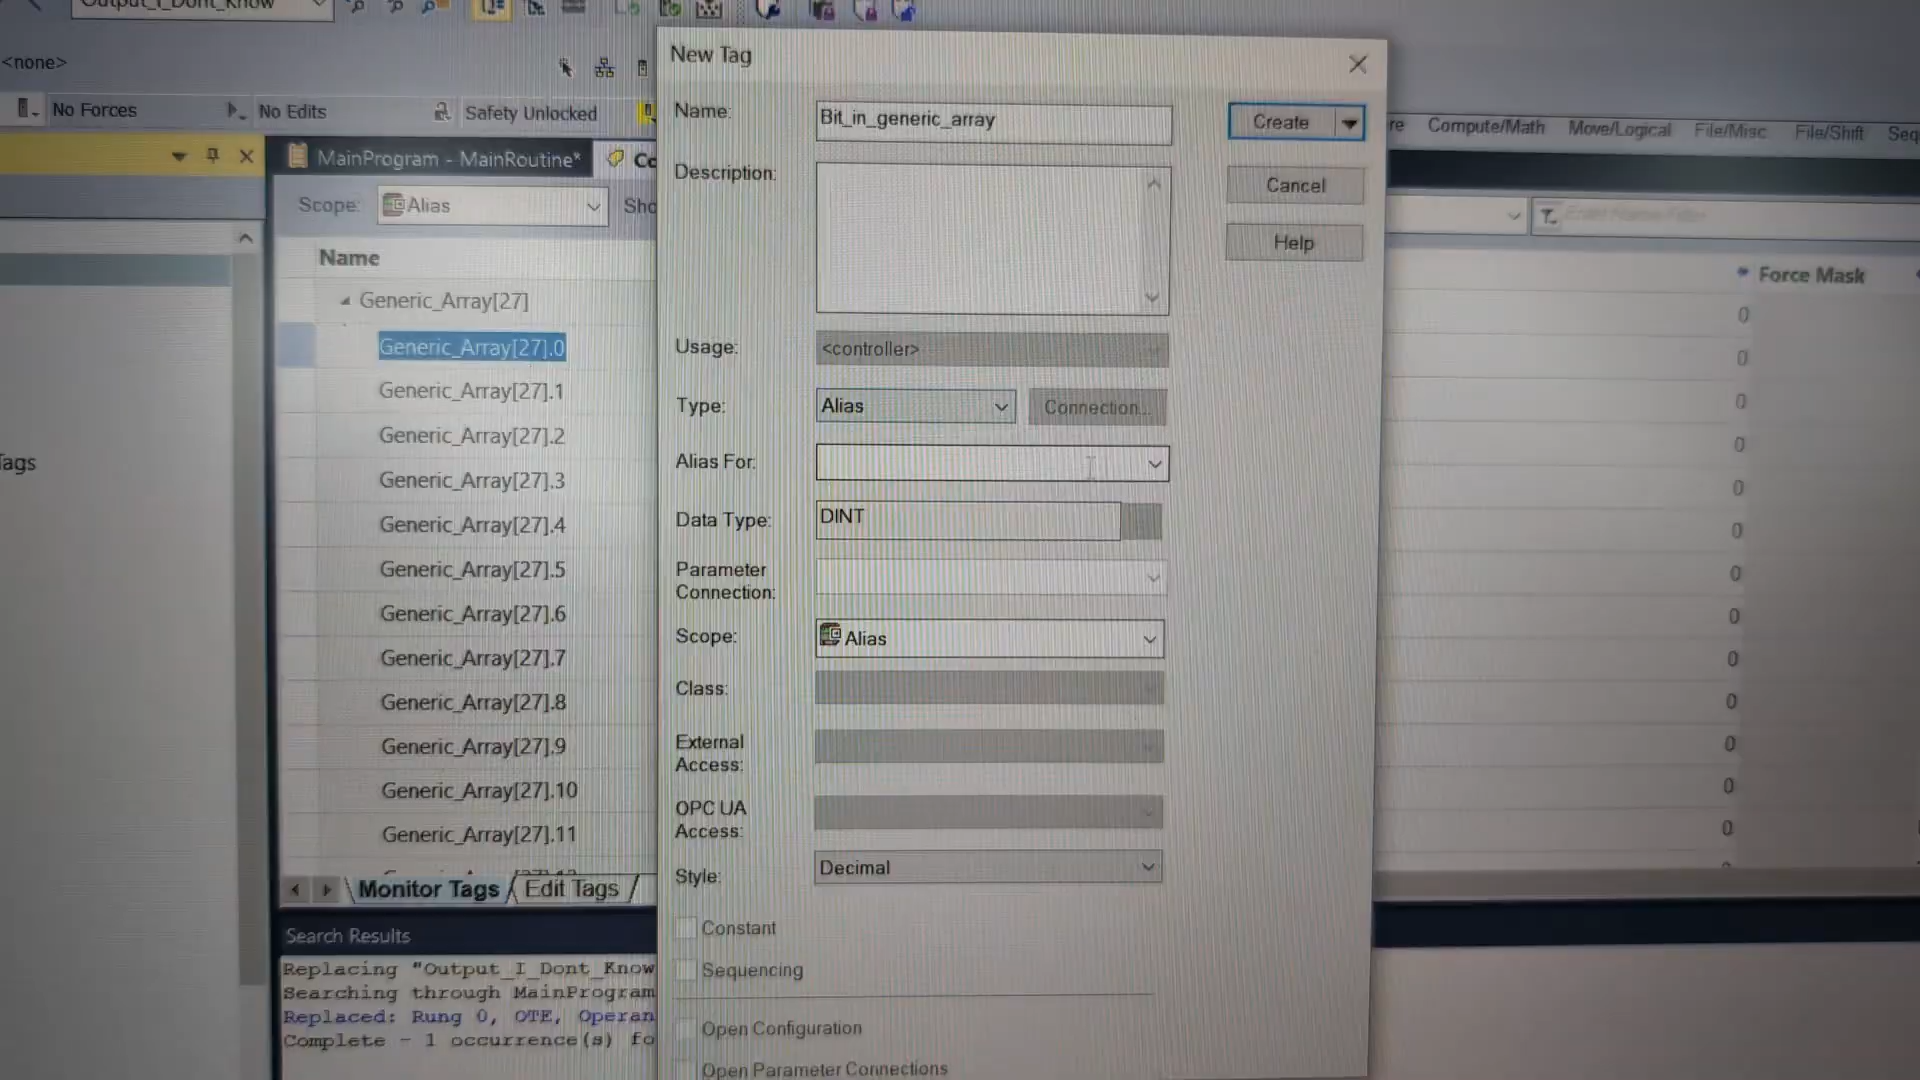 Output_I_Dont_Know
<none>
No Forces
No Edits
Safety Unlocked
MainProgram - MainRoutine*
Scope:
Alias
Name
Generic_Array[27]
Generic_Array[27].0
Generic_Array[27].1
Generic_Array[27].2
Generic_Array[27].3
Generic_Array[27].4
Generic_Array[27].5
Generic_Array[27].6
Generic_Array[27].7
Generic_Array[27].8
Generic_Array[27].9
Generic_Array[27].10
Generic_Array[27].11
Monitor Tags
Edit Tags
Search Results
Replacing "Output_I_Dont_Know
Searching through MainProgram
Replaced: Rung 0, OTE, Operan
Complete - 1 occurrence(s) fo
New Tag
Name:
Bit_in_generic_array
Create
Description:
Cancel
Help
Usage:
<controller>
Type:
Alias
Connection...
Alias For:
Data Type:
DINT
Parameter
Connection:
Scope:
Alias
Class:
External
Access:
OPC UA
Access:
Style:
Decimal
Constant
Sequencing
Open Configuration
Open Parameter Connections
Compute/Math
Move/Logical
File/Misc
File/Shift
Seq
Enter Name Filter...
Force Mask
0
0
0
0
0
0
0
0
0
0
0
0
0